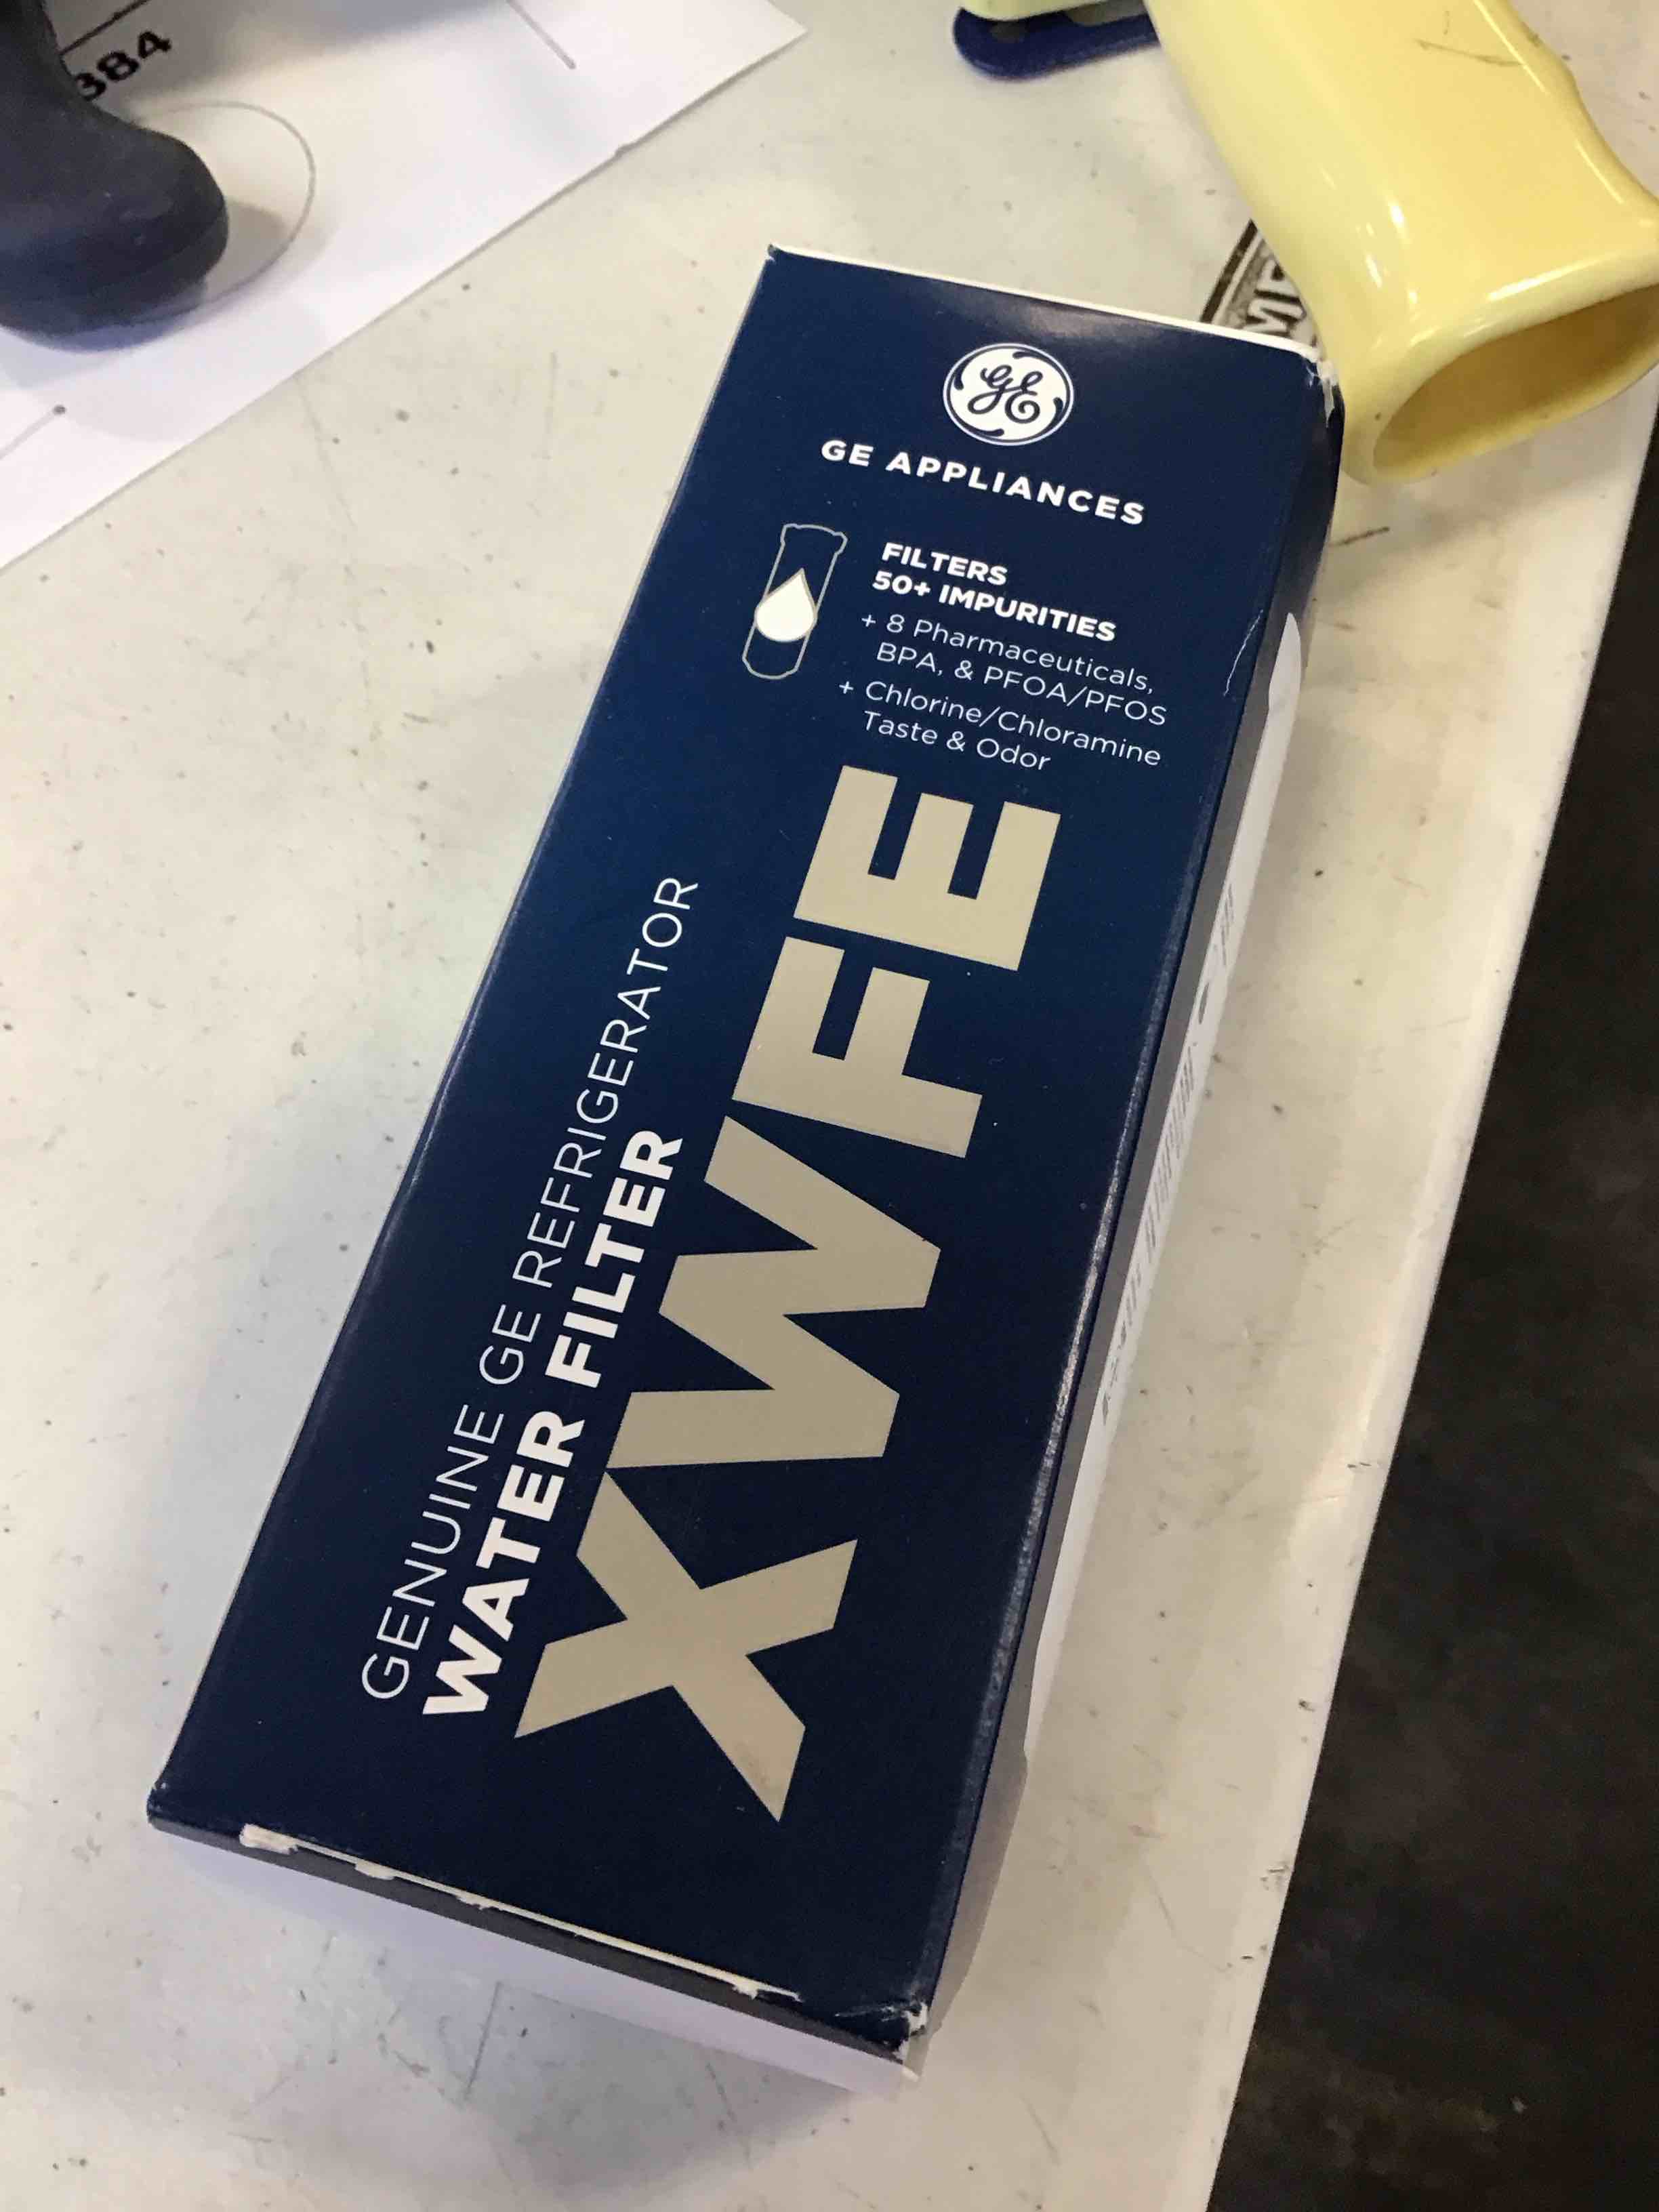 384
GE
GE APPLIANCES
FILTERS
50+ IMPURITIES
+ 8 Pharmaceuticals,
BPA, & PFOA/PFOS
+ Chlorine/Chloramine
Taste & Odor
GENUINE GE REFRIGERATOR
WATER FILTER
XWFE